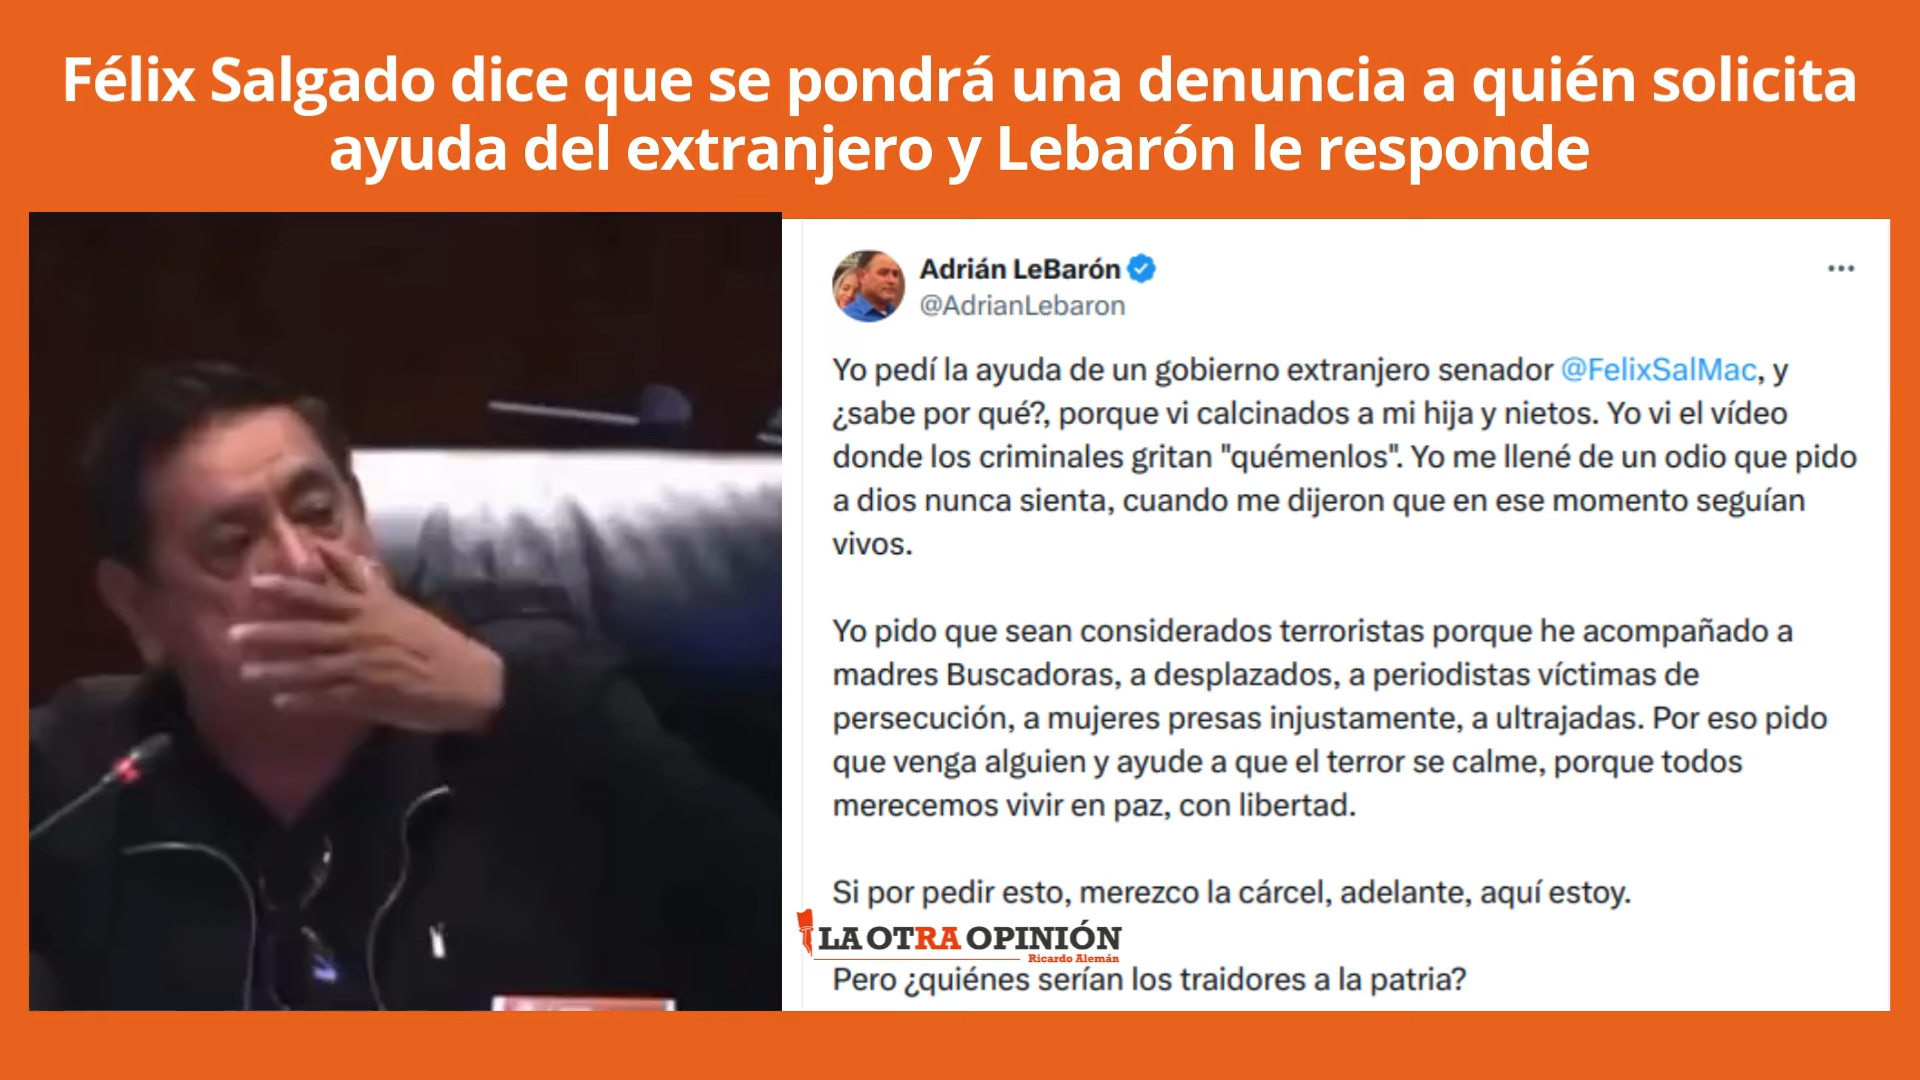 Félix Salgado dice que se pondrá una denuncia a quién solicita
ayuda del extranjero y Lebarón le responde
Adrián LeBarón
@AdrianLebaron
Yo pedí la ayuda de un gobierno extranjero senador @FelixSalMac, y
¿sabe por qué?, porque vi calcinados a mi hija y nietos. Yo vi el vídeo
donde los criminales gritan "quémenlos". Yo me llené de un odio que pido
a dios nunca sienta, cuando me dijeron que en ese momento seguían
vivos.
Yo pido que sean considerados terroristas porque he acompañado a
madres Buscadoras, a desplazados, a periodistas víctimas de
persecución, a mujeres presas injustamente, a ultrajadas. Por eso pido
que venga alguien y ayude a que el terror se calme, porque todos
merecemos vivir en paz, con libertad.
Si por pedir esto, merezco la cárcel, adelante, aquí estoy.
LA OTRA OPINIÓN
Ricardo Alemán
Pero ¿quiénes serían los traidores a la patria?